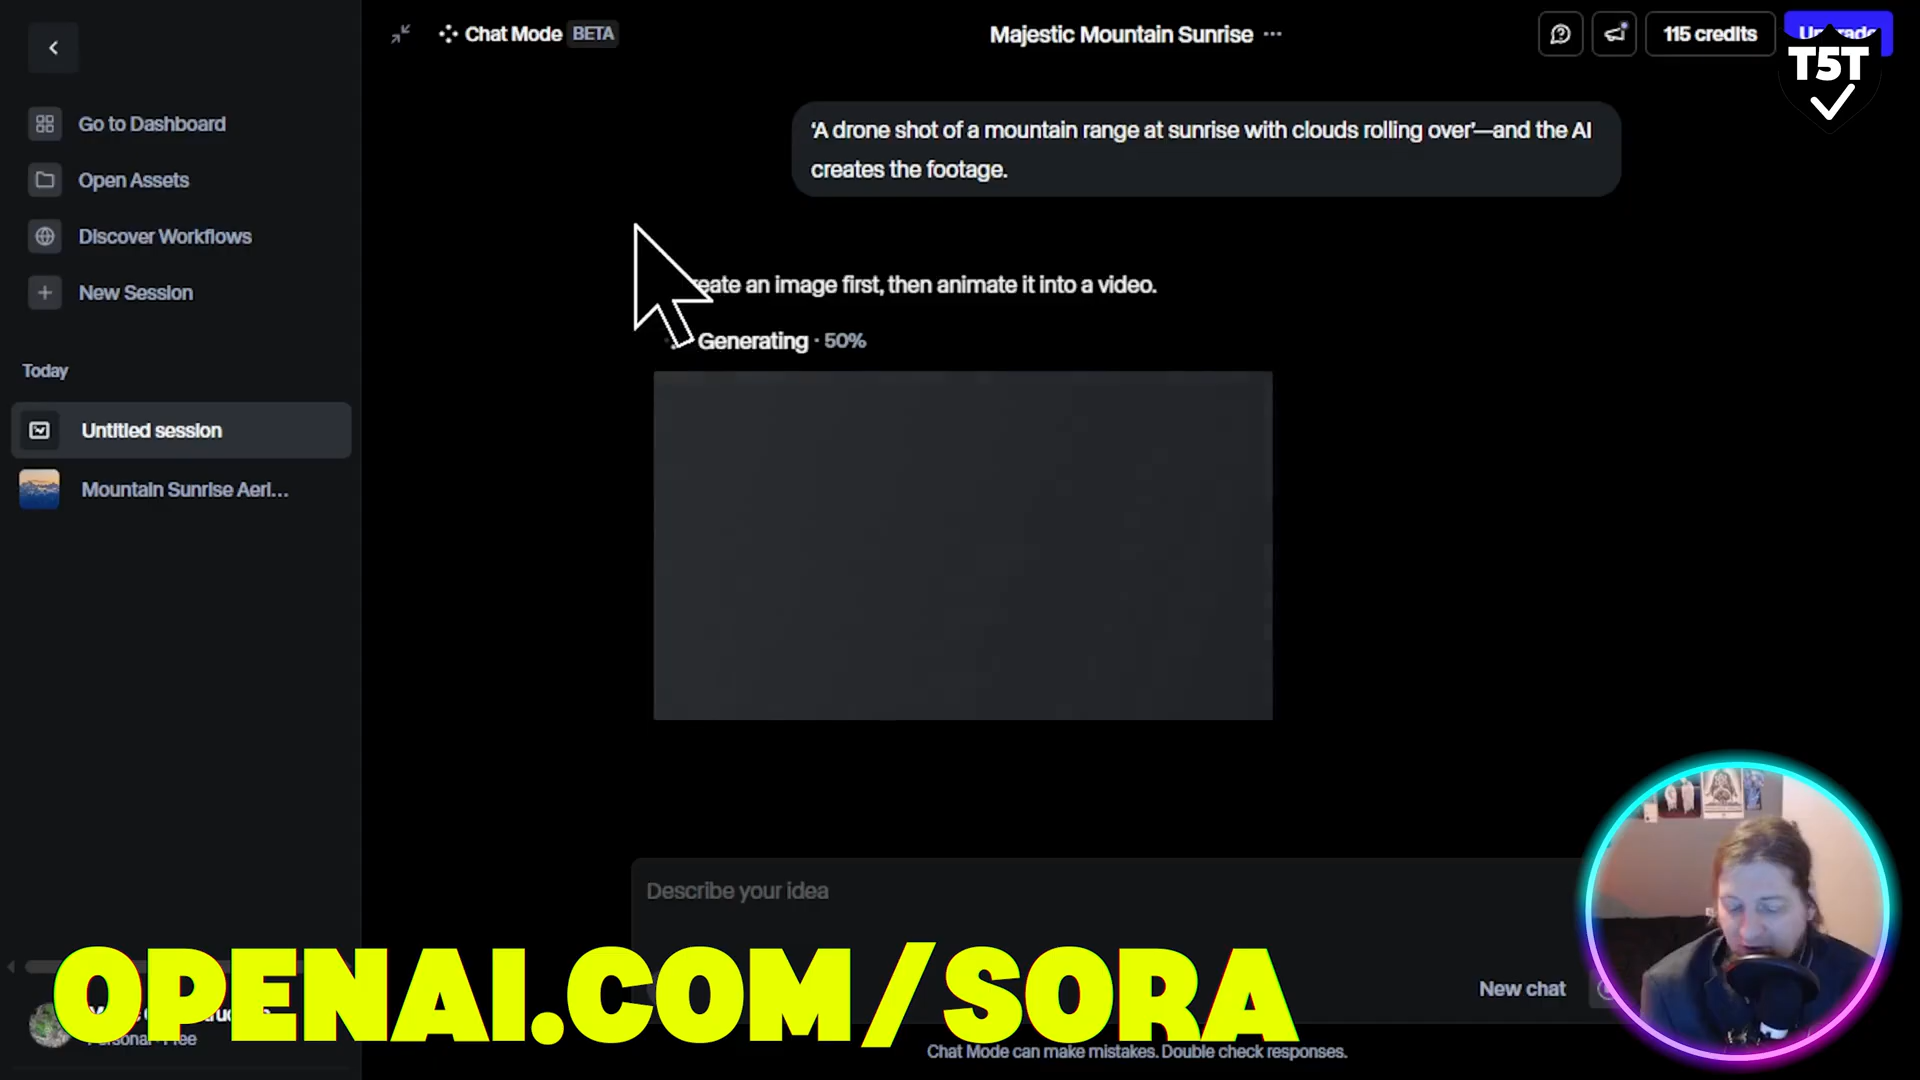 Chat Mode BETA
Majestic Mountain Sunrise ...
115 credits
T5T
Go to Dashboard
Open Assets
Discover Workflows
New Session
Today
Untitled session
Mountain Sunrise Aeri...
'A drone shot of a mountain range at sunrise with clouds rolling over'—and the AI
creates the footage.
an image first, then animate it into a video.
Generating · 50%
Describe your idea
New chat
OPENAI.COM/SORA
Chat Mode can make mistakes. Double check responses.